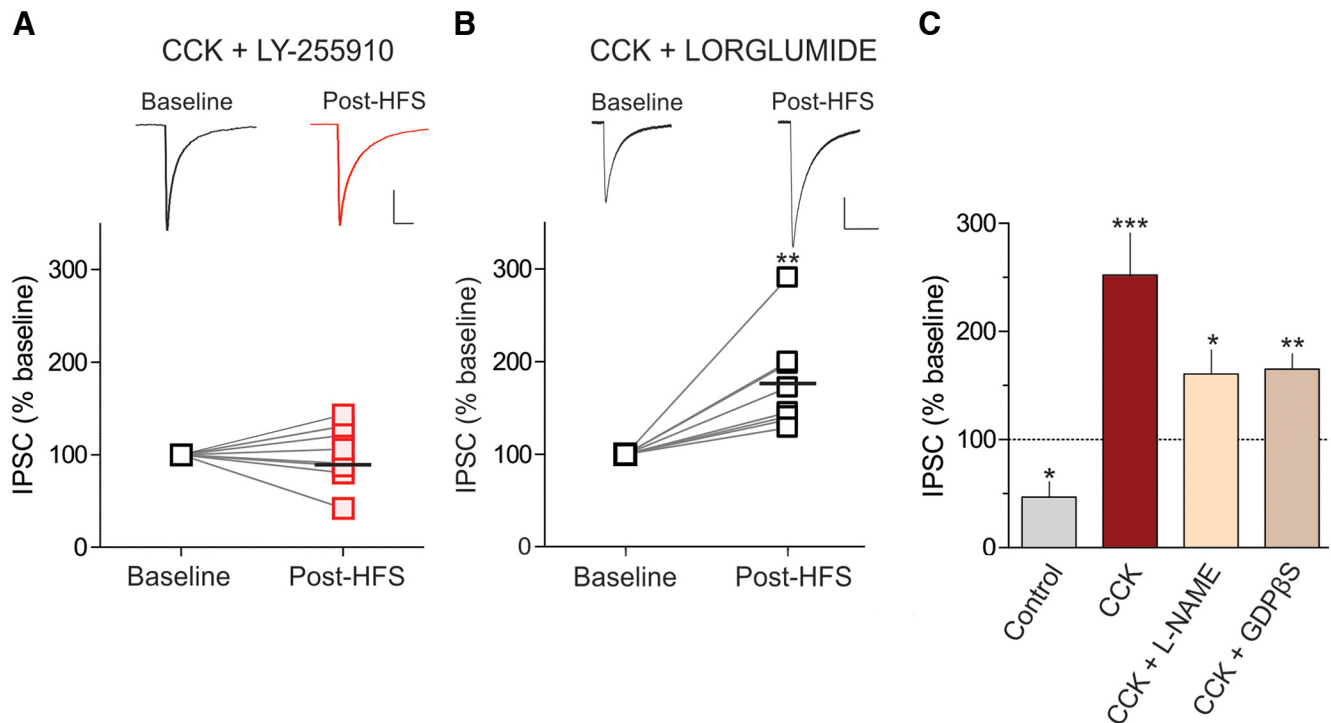 A
CCK + LY-255910
Baseline
Post-HFS
IPSC (% baseline)
300
200
100
0
Baseline
Post-HFS
B
CCK + LORGLUMIDE
Baseline
Post-HFS
**
IPSC (% baseline)
300
200
100
0
Baseline
Post-HFS
C
IPSC (% baseline)
300
200
100
0
*
***
*
**
Control
CCK
CCK + L-NAME
CCK + GDPβS